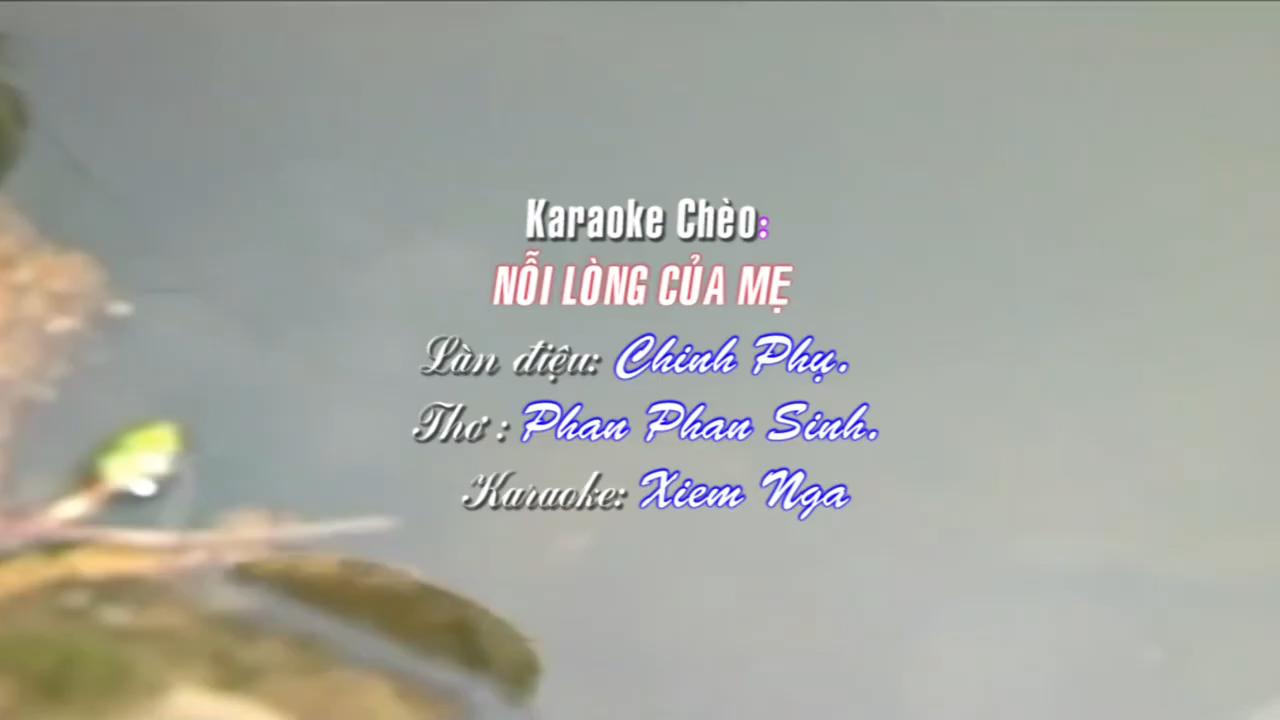 Karaoke Chèo:
NỖI LÒNG CỦA MẸ
Làn điệu: Chinh Phụ.
Thơ : Phan Phan Sinh.
Karaoke: Xiem Nga